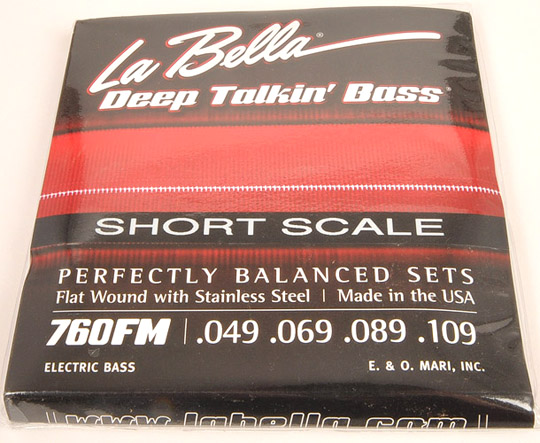 La Bella®
Deep Talkin' Bass®
SHORT SCALE
PERFECTLY BALANCED SETS
Flat Wound with Stainless Steel | Made in the USA
760FM | .049 .069 .089 .109
ELECTRIC BASS E. & O. MARI, INC.
www.labella.com